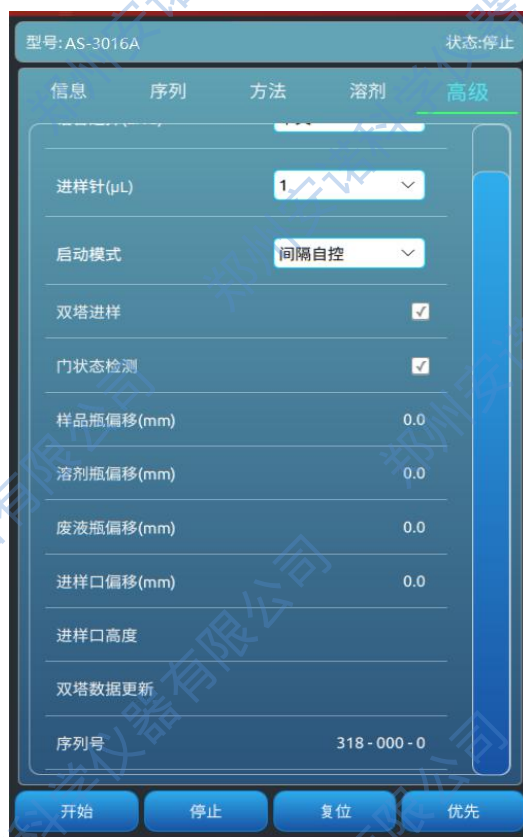 型号:AS-3016A 状态:停止
信息 序列 方法 溶剂 高级
进样针(μL) 1
启动模式 间隔自控
双塔进样
门状态检测
样品瓶偏移(mm) 0.0
溶剂瓶偏移(mm) 0.0
废液瓶偏移(mm) 0.0
进样口偏移(mm) 0.0
进样口高度
双塔数据更新
序列号 318 - 000 - 0
开始 停止 复位 优先